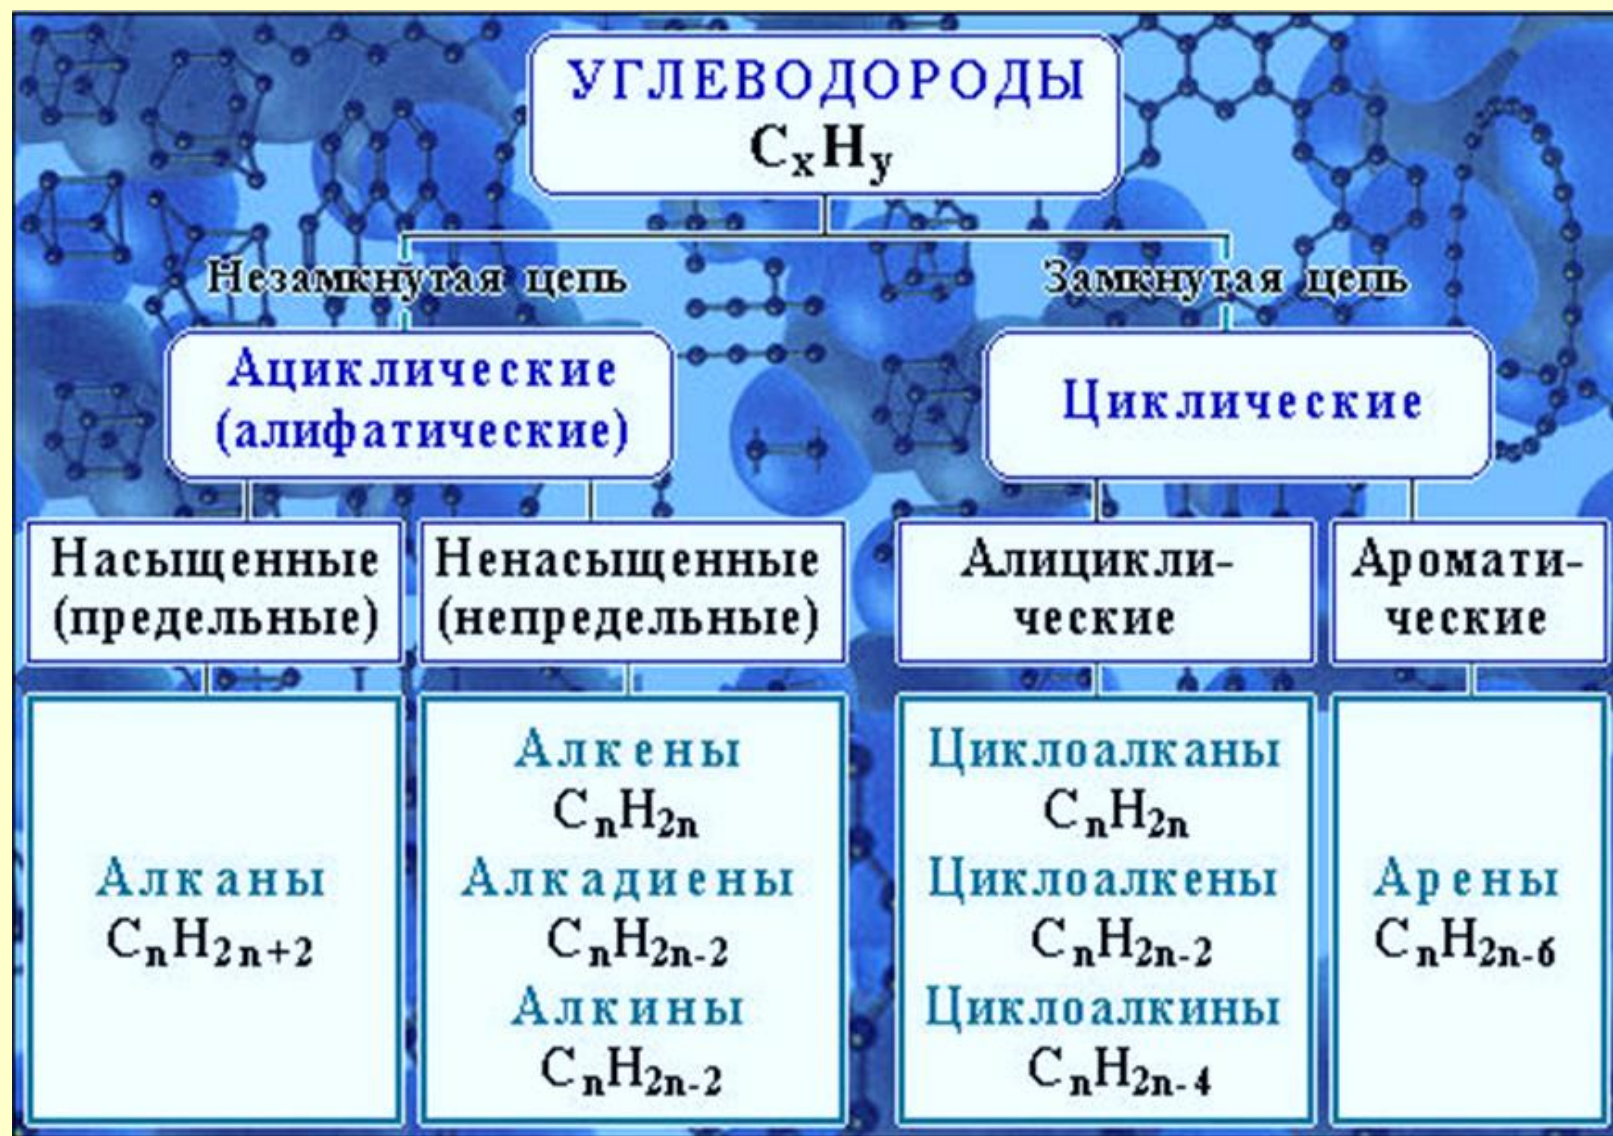 УГЛЕВОДОРОДЫ
CxHy
Незамкнутая цепь
Замкнутая цепь
Ациклические
(алифатические)
Циклические
Насыщенные
(предельные)
Ненасыщенные
(непредельные)
Алицикли-
ческие
Аромати-
ческие
Алканы
CnH2n+2
Алкены
CnH2n
Алкадиены
CnH2n-2
Алкины
CnH2n-2
Циклоалканы
CnH2n
Циклоалкены
CnH2n-2
Циклоалкины
CnH2n-4
Арены
CnH2n-6